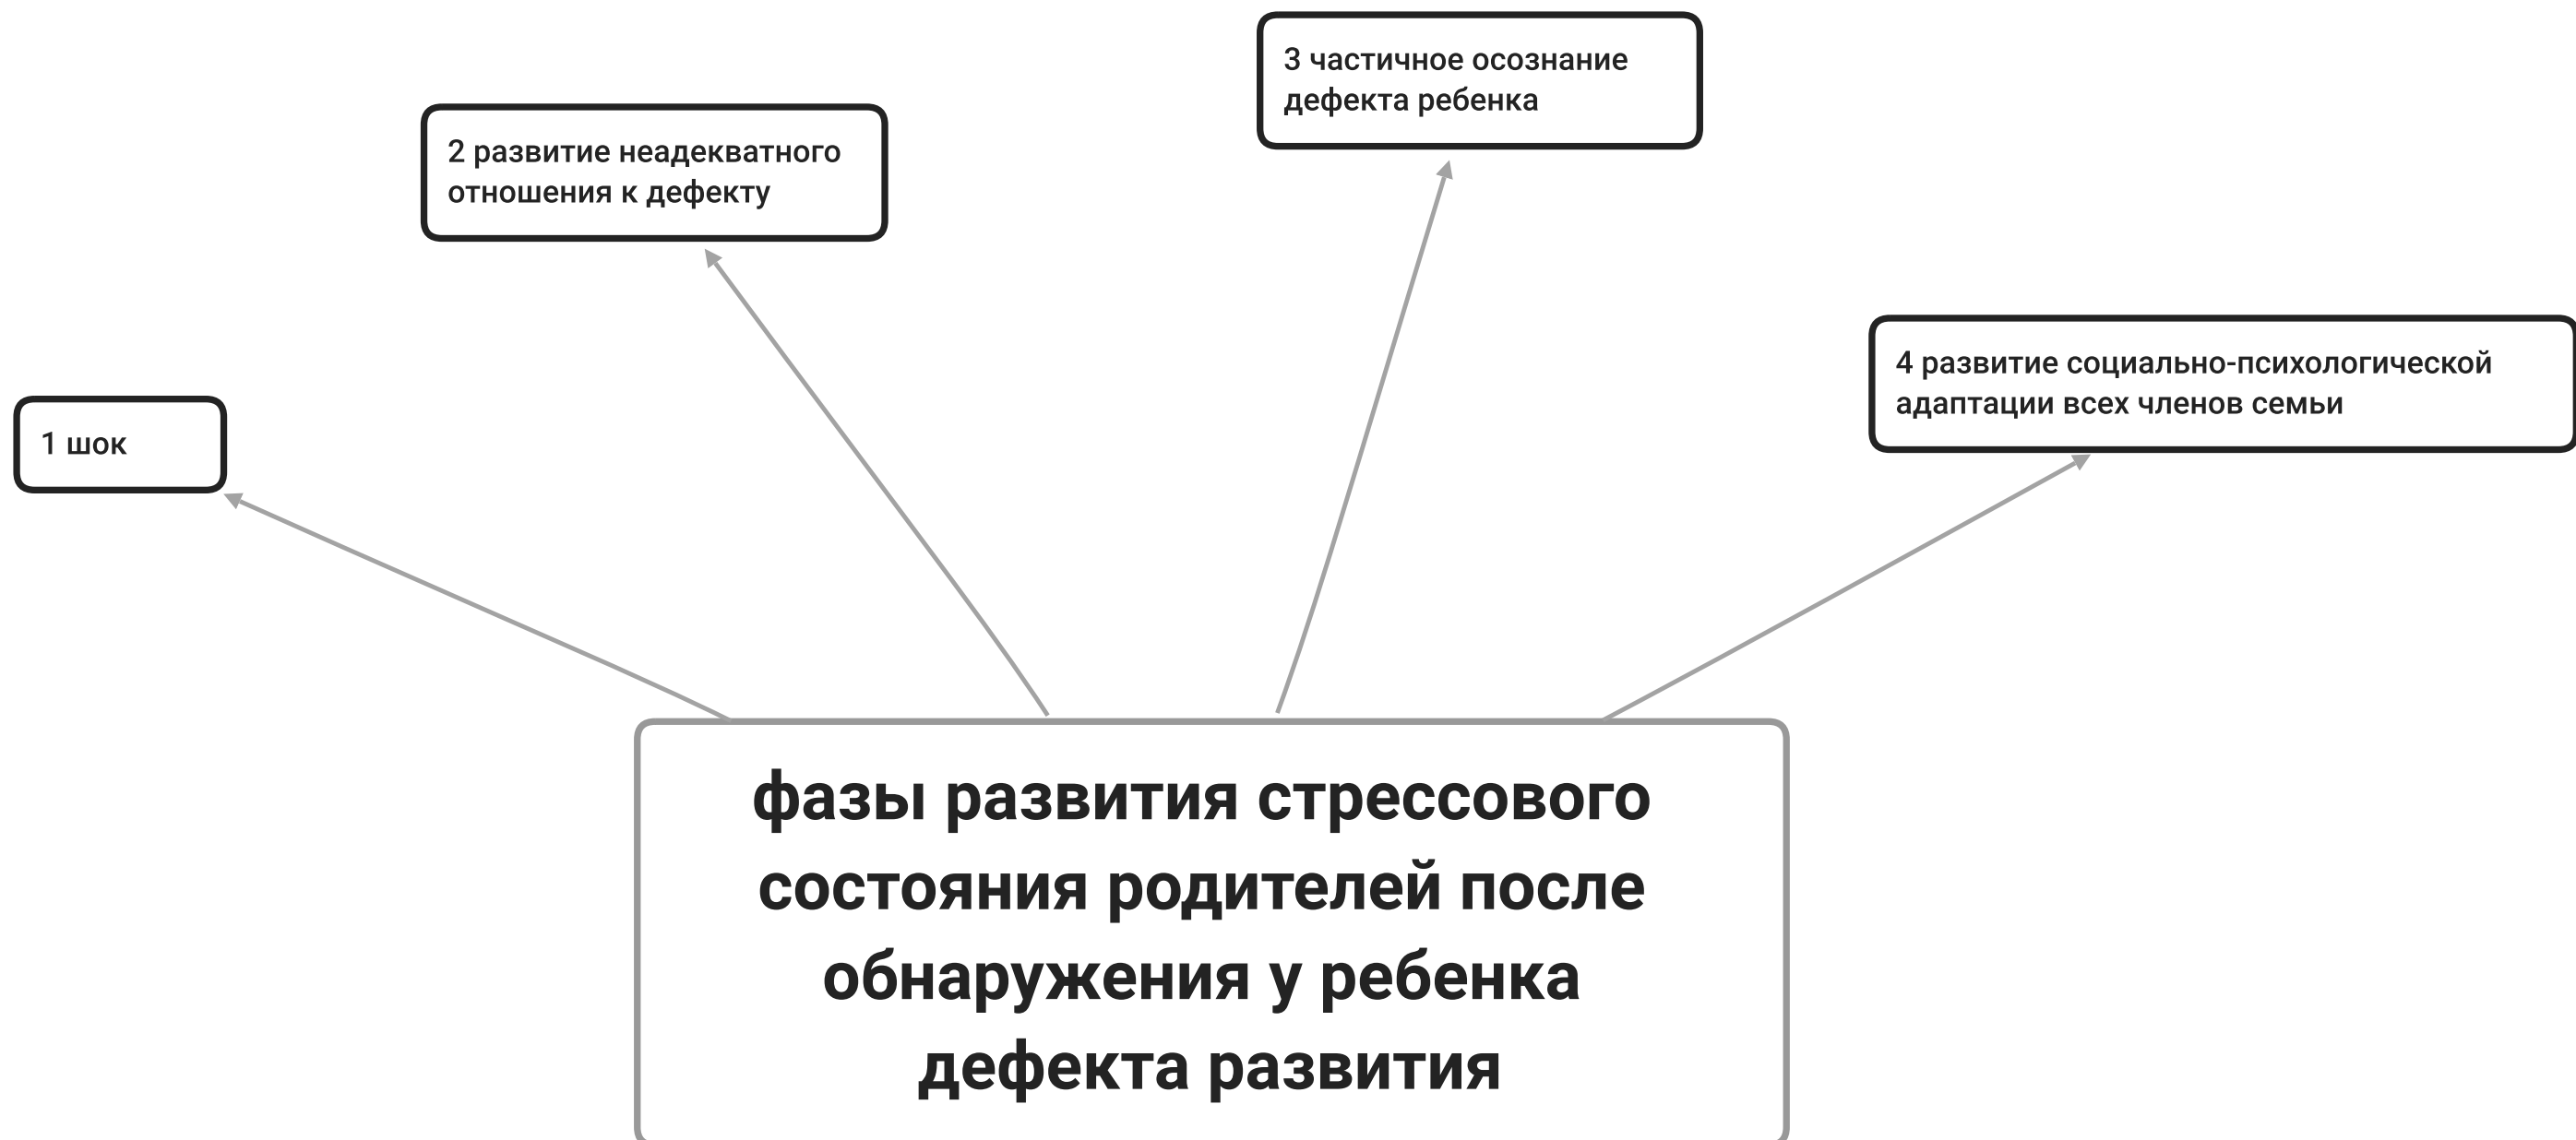 1 шок
2 развитие неадекватного
отношения к дефекту
3 частичное осознание
дефекта ребенка
4 развитие социально-психологической
адаптации всех членов семьи
фазы развития стрессового
состояния родителей после
обнаружения у ребенка
дефекта развития